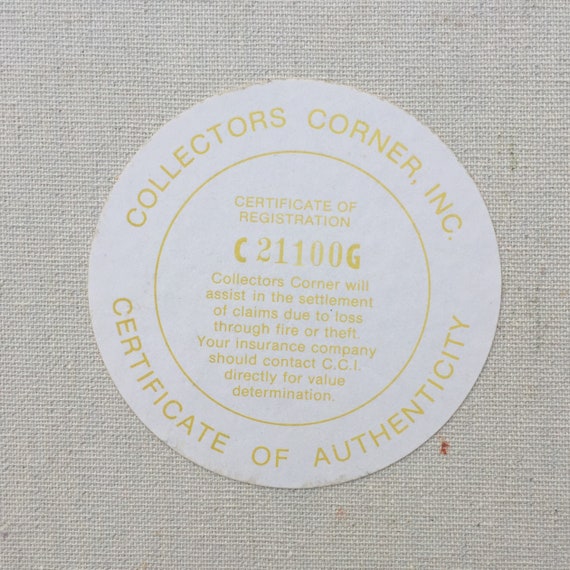 COLLECTORS CORNER, INC.
CERTIFICATE OF
REGISTRATION
C 21100G
Collectors Corner will
assist in the settlement
of claims due to loss
through fire or theft.
Your insurance company
should contact C.C.I.
directly for value
determination.
CERTIFICATE OF AUTHENTICITY